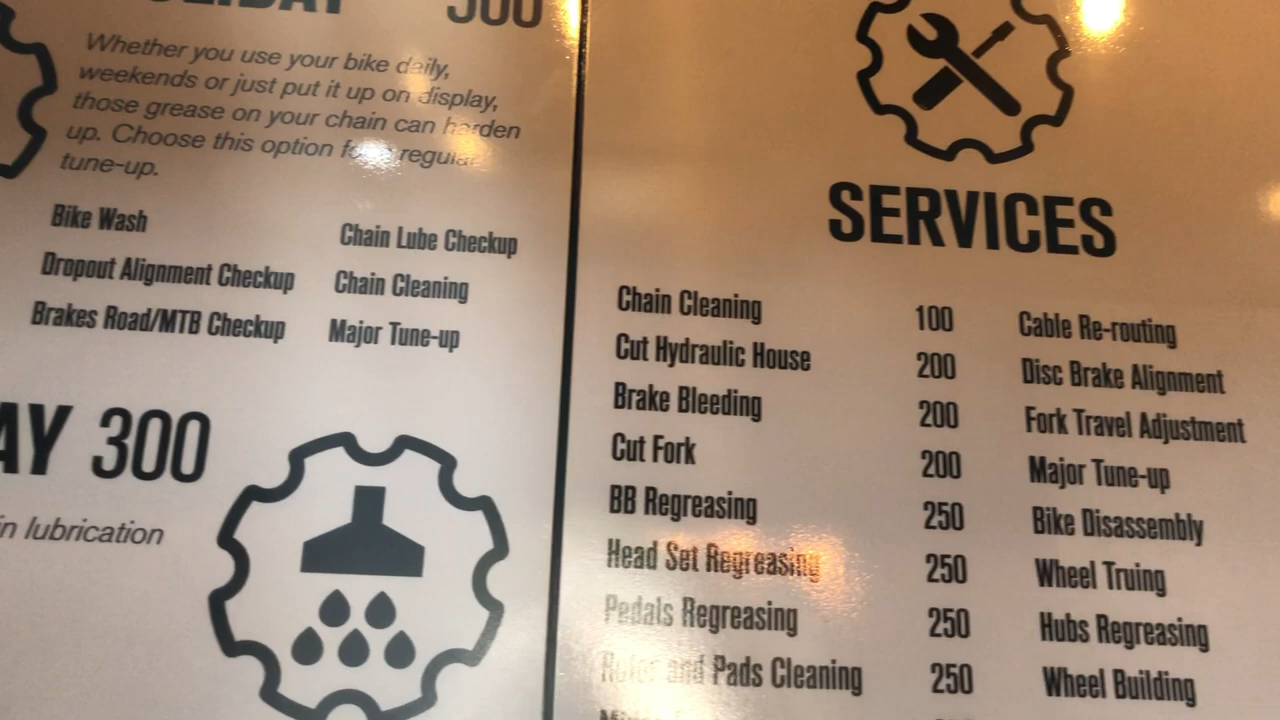 500
Whether you use your bike daily,
weekends or just put it up on display,
those grease on your chain can harden
up. Choose this option for a regular
tune-up.
Bike Wash
Chain Lube Checkup
Dropout Alignment Checkup
Chain Cleaning
Brakes Road/MTB Checkup
Major Tune-up
300
lubrication
SERVICES
Chain Cleaning 100
Cut Hydraulic House 200
Brake Bleeding 200
Cut Fork 200
BB Regreasing 250
Head Set Regreasing 250
Pedals Regreasing 250
Rotor and Pads Cleaning 250
Cable Re-routing
Disc Brake Alignment
Fork Travel Adjustment
Major Tune-up
Bike Disassembly
Wheel Truing
Hubs Regreasing
Wheel Building